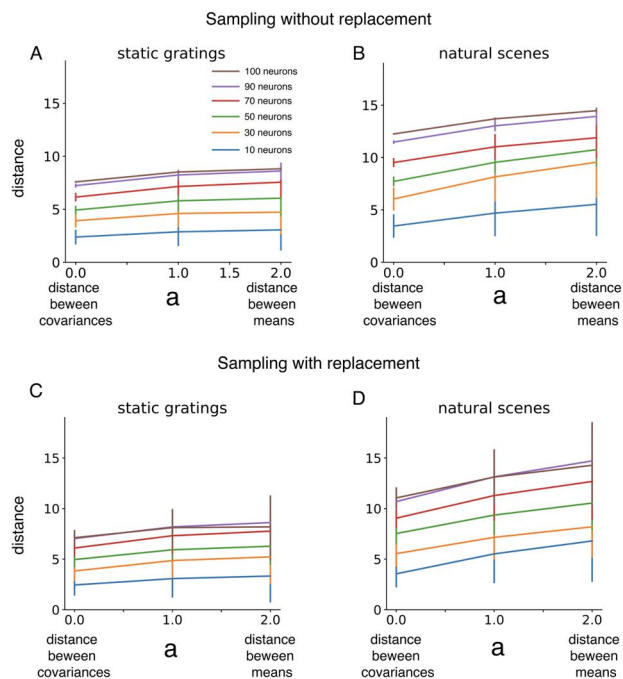 Sampling without replacement
A
static gratings
B
natural scenes
100 neurons
90 neurons
70 neurons
50 neurons
30 neurons
10 neurons
distance
15
10
5
0
15
10
5
0
0.0 1.0 1.5 2.0
0.0 1.0 2.0
distance
beween
covariances
a
distance
beween
means
distance
beween
covariances
a
distance
beween
means
Sampling with replacement
C
static gratings
D
natural scenes
distance
15
10
5
0
15
10
5
0
0.0 1.0 2.0
0.0 1.0 2.0
distance
beween
covariances
a
distance
beween
means
distance
beween
covariances
a
distance
beween
means